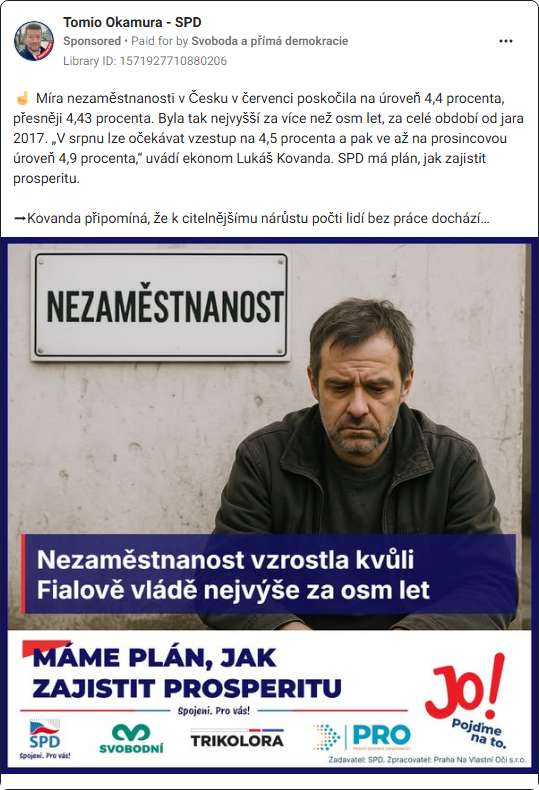 Tomio Okamura - SPD
Sponsored • Paid for by Svoboda a přímá demokracie
Library ID: 1571927710880206
☝️ Míra nezaměstnanosti v Česku v červenci poskočila na úroveň 4,4 procenta,
přesněji 4,43 procenta. Byla tak nejvyšší za více než osm let, za celé období od jara
2017. „V srpnu lze očekávat vzestup na 4,5 procenta a pak ve až na prosincovou
úroveň 4,9 procenta,“ uvádí ekonom Lukáš Kovanda. SPD má plán, jak zajistit
prosperitu.
➞Kovanda připomíná, že k citelnějšímu nárůstu počti lidí bez práce dochází...
NEZAMĚSTNANOST
Nezaměstnanost vzrostla kvůli
Fialově vládě nejvýše za osm let
MÁME PLÁN, JAK
ZAJISTIT PROSPERITU
Spojeni. Pro vás!
Jo!
Pojďme
na to.
SPD
Spojeni. Pro vás!
SVOBODNÍ
TRIKOLORA
PRO
Zadavatel: SPD. Zpracovatel: Praha Na Vlastní Oči s.r.o.